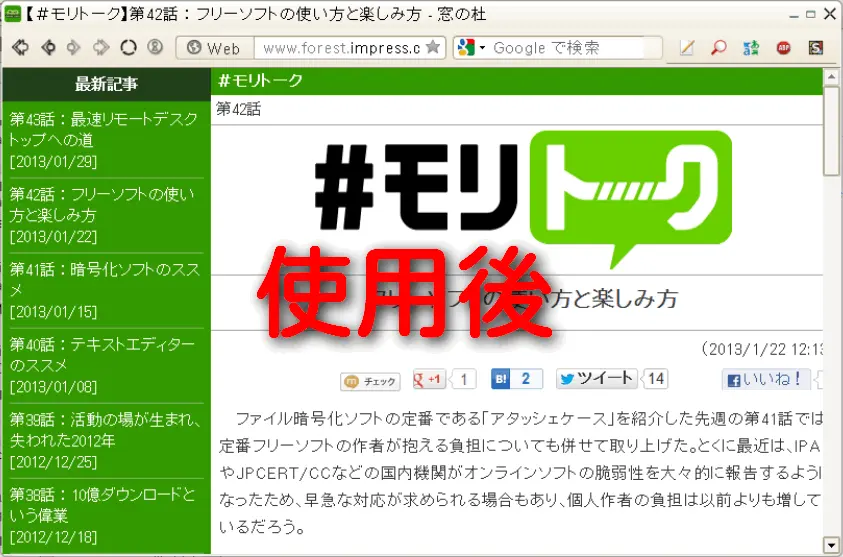 【#モリトーク】第42話：フリーソフトの使い方と楽しみ方 - 窓の杜
Web www.forest.impress.c Google で検索
最新記事
第43話：最速リモートデスク
トップへの道
[2013/01/29]
第42話：フリーソフトの使い
方と楽しみ方
[2013/01/22]
第41話：暗号化ソフトのスス
メ
[2013/01/15]
第40話：テキストエディター
のススメ
[2013/01/08]
第39話：活動の場が生まれ、
失われた2012年
[2012/12/25]
第38話：10億ダウンロードと
いう偉業
[2012/12/18]
#モリトーク
第42話
#モリトーク
使用後
フリーソフトの使い方と楽しみ方
（2013/1/22 12:13
チェック +1 1 B! 2 ツイート 14 いいね！
ファイル暗号化ソフトの定番である「アタッシェケース」を紹介した先週の第41話では
定番フリーソフトの作者が抱える負担についても併せて取り上げた。とくに最近は、IPA
やJPCERT/CCなどの国内機関がオンラインソフトの脆弱性を大々的に報告するように
なったため、早急な対応が求められる場合もあり、個人作者の負担は以前よりも増して
いるだろう。